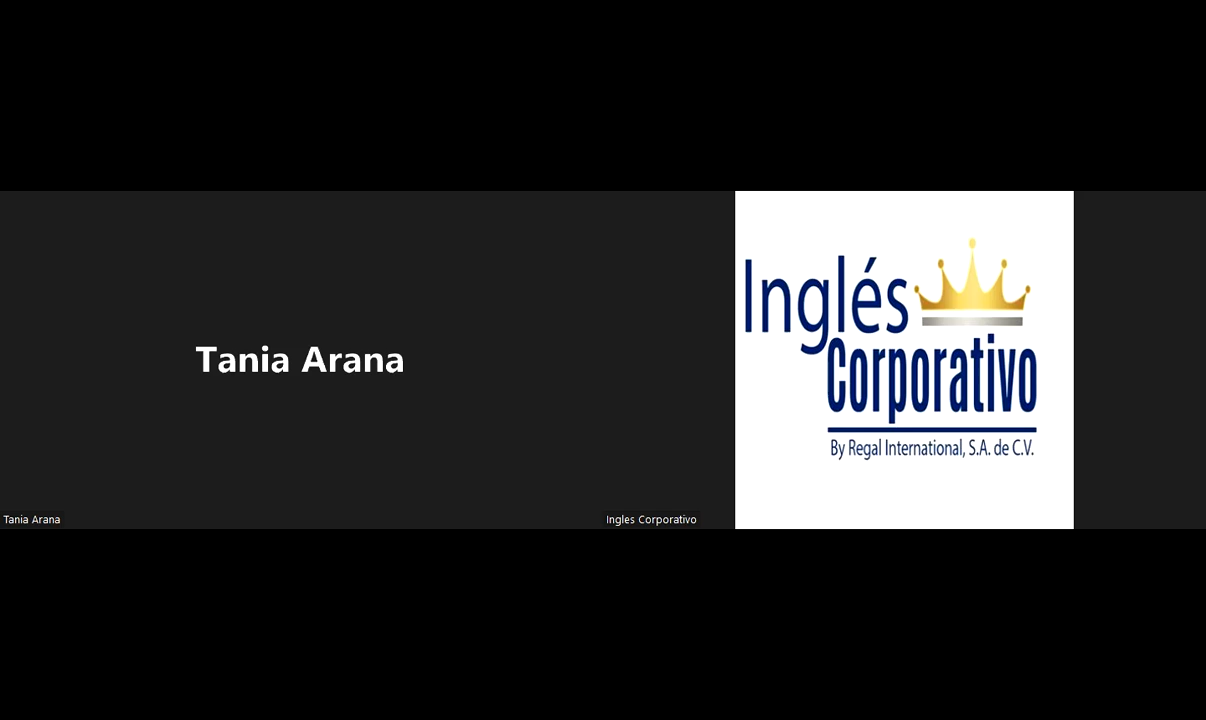 Tania Arana
Inglés
Corporativo
By Regal International, S.A. de C.V.
Tania Arana
Ingles Corporativo